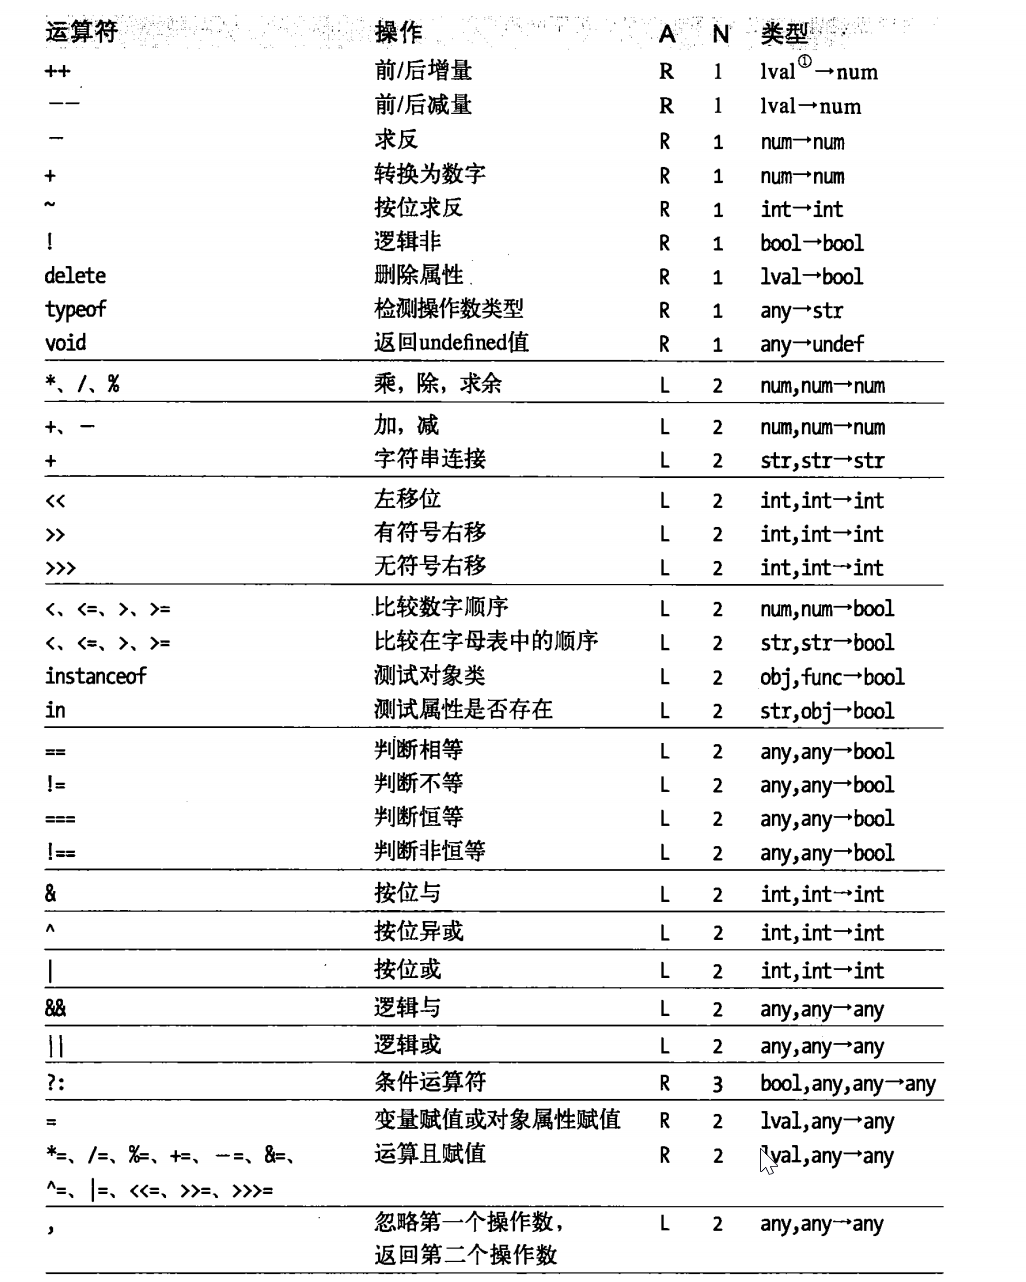 运算符 操作 A N 类型
++ 前/后增量 R 1 lval①→num
-- 前/后减量 R 1 lval→num
- 求反 R 1 num→num
+ 转换为数字 R 1 num→num
~ 按位求反 R 1 int→int
! 逻辑非 R 1 bool→bool
delete 删除属性 R 1 lval→bool
typeof 检测操作数类型 R 1 any→str
void 返回undefined值 R 1 any→undef
*、/、% 乘，除，求余 L 2 num,num→num
+、- 加，减 L 2 num,num→num
+ 字符串连接 L 2 str,str→str
<< 左移位 L 2 int,int→int
>> 有符号右移 L 2 int,int→int
>>> 无符号右移 L 2 int,int→int
<、<=、>、>= 比较数字顺序 L 2 num,num→bool
<、<=、>、>= 比较在字母表中的顺序 L 2 str,str→bool
instanceof 测试对象类 L 2 obj,func→bool
in 测试属性是否存在 L 2 str,obj→bool
== 判断相等 L 2 any,any→bool
!= 判断不等 L 2 any,any→bool
=== 判断恒等 L 2 any,any→bool
!== 判断非恒等 L 2 any,any→bool
& 按位与 L 2 int,int→int
^ 按位异或 L 2 int,int→int
| 按位或 L 2 int,int→int
&& 逻辑与 L 2 any,any→any
|| 逻辑或 L 2 any,any→any
?: 条件运算符 R 3 bool,any,any→any
= 变量赋值或对象属性赋值 R 2 lval,any→any
*=、/=、%=、+=、-=、&=、 运算且赋值 R 2 lval,any→any
^=、|=、<<=、>>=、>>>=
, 忽略第一个操作数， L 2 any,any→any
返回第二个操作数